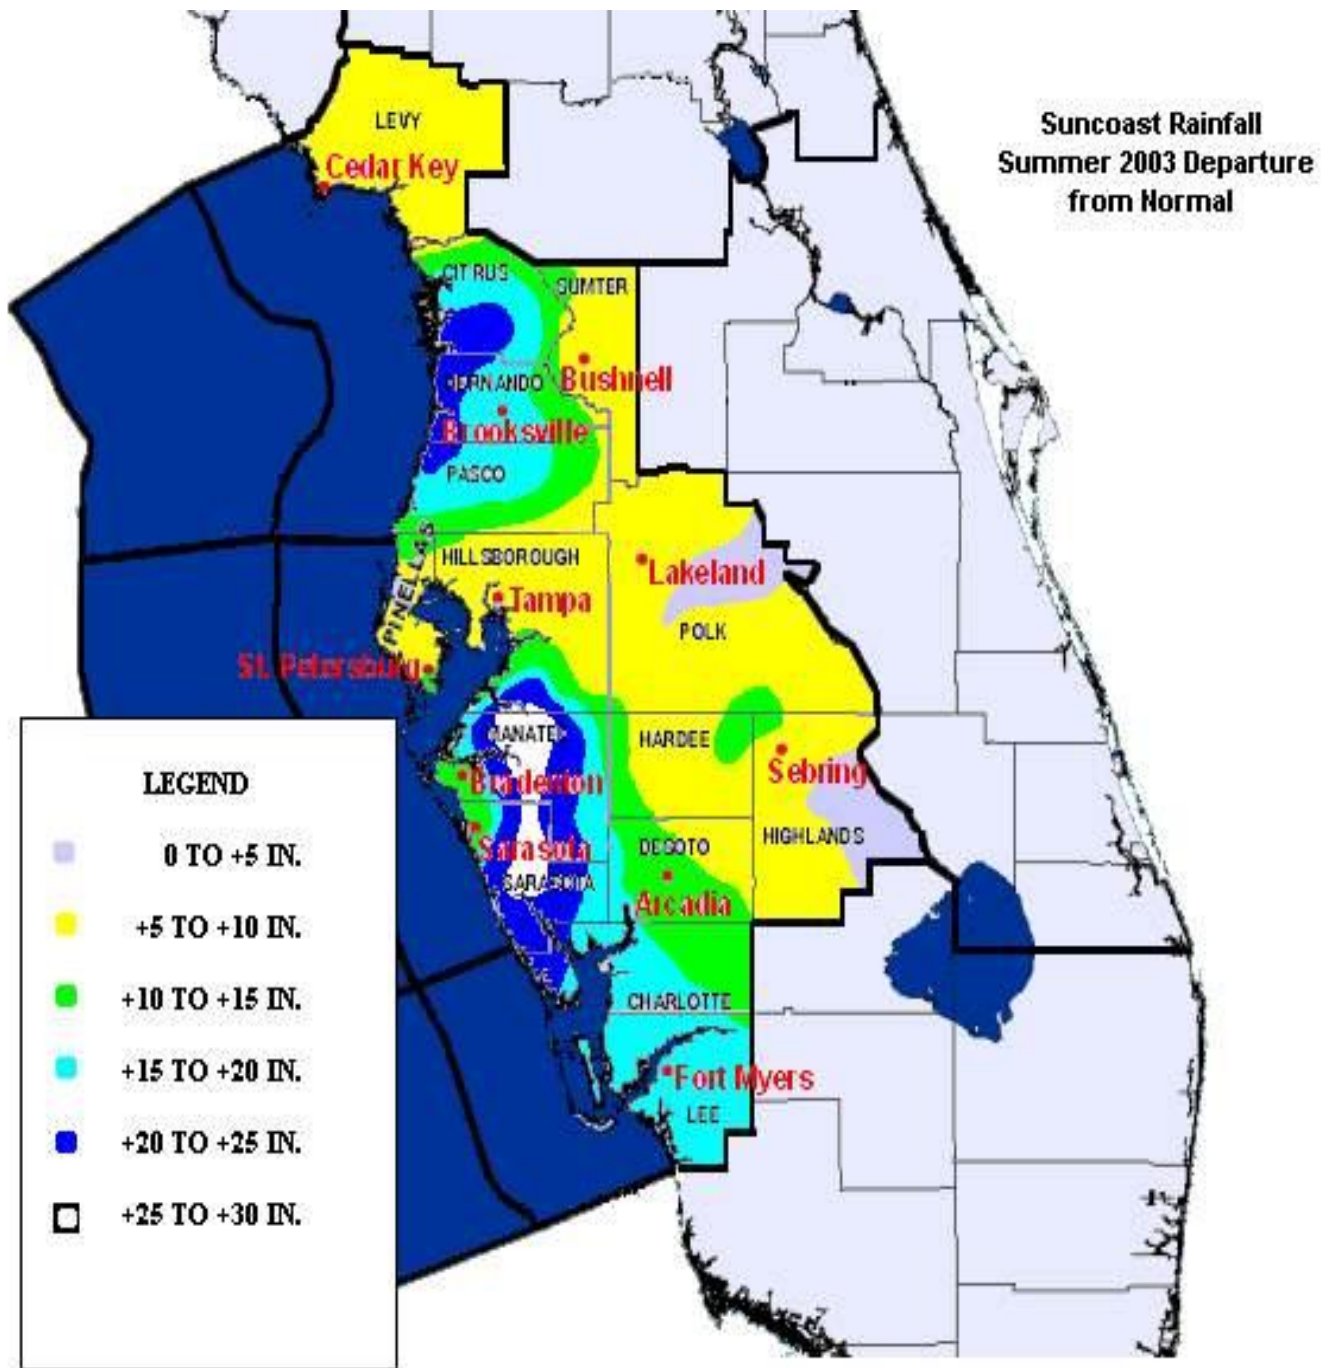 Suncoast Rainfall
Summer 2003 Departure
from Normal
LEVY
Cedar Key
CITRUS
SUMTER
Bushnell
HERNANDO
Brooksville
PASCO
PINELLAS
HILLSBOROUGH
Lakeland
Tampa
POLK
St. Petersburg
MANATEE
HARDEE
Sebring
Bradenton
HIGHLANDS
DESOTO
Sarasota
SARASOTA
Arcadia
CHARLOTTE
Fort Myers
LEE
LEGEND
0 TO +5 IN.
+5 TO +10 IN.
+10 TO +15 IN.
+15 TO +20 IN.
+20 TO +25 IN.
+25 TO +30 IN.